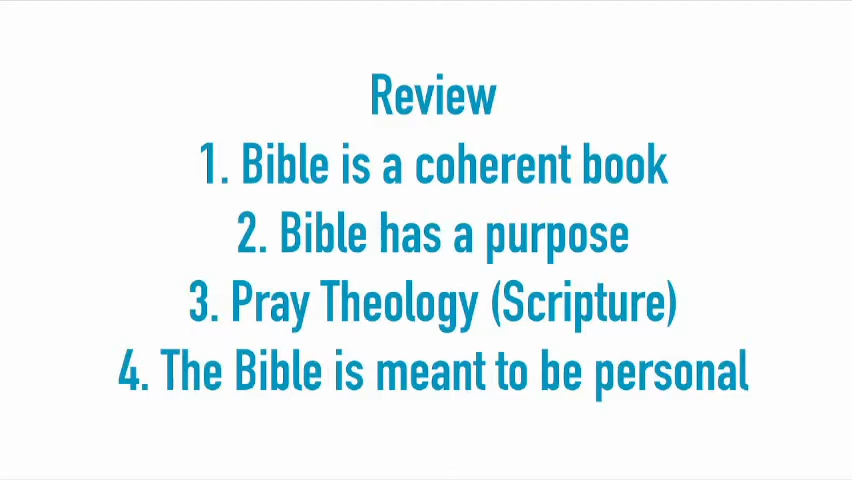 Review
1. Bible is a coherent book
2. Bible has a purpose
3. Pray Theology (Scripture)
4. The Bible is meant to be personal